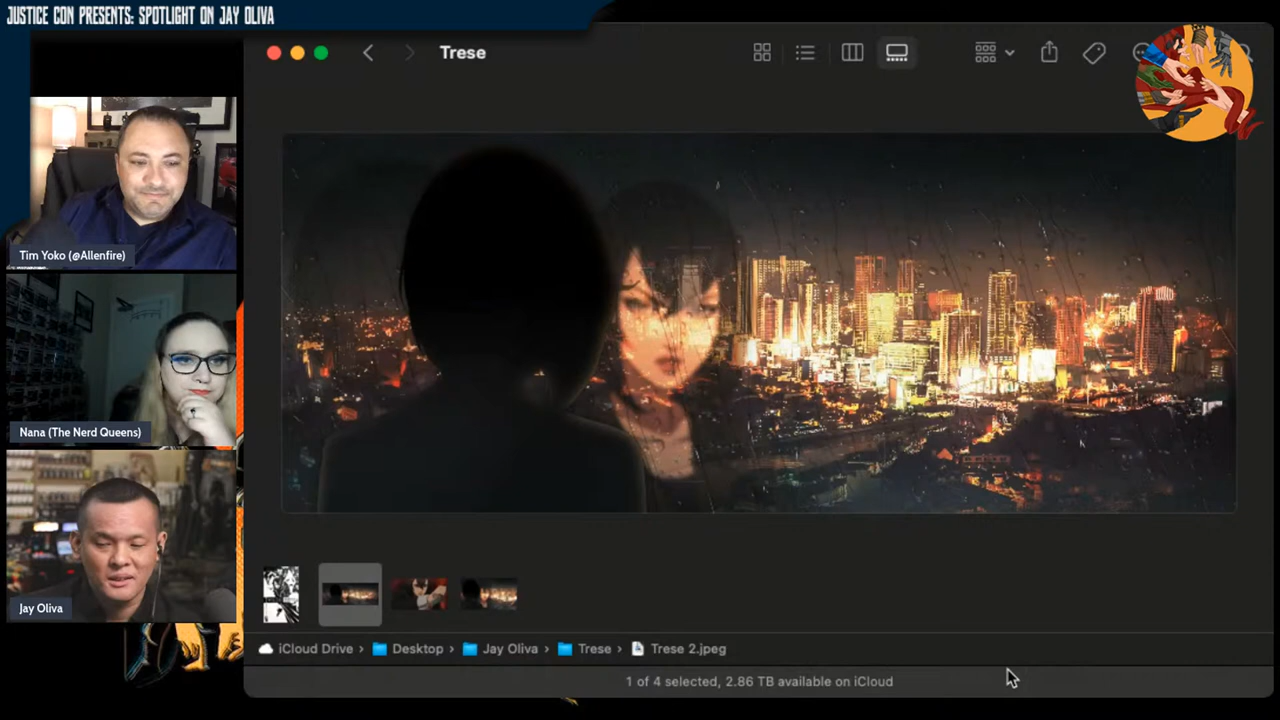 JUSTICE CON PRESENTS: SPOTLIGHT ON JAY OLIVA
Trese
Tim Yoko (@Allenfire)
Nana (The Nerd Queens)
Jay Oliva
iCloud Drive › Desktop › Jay Oliva › Trese › Trese 2.jpeg
1 of 4 selected, 2.86 TB available on iCloud